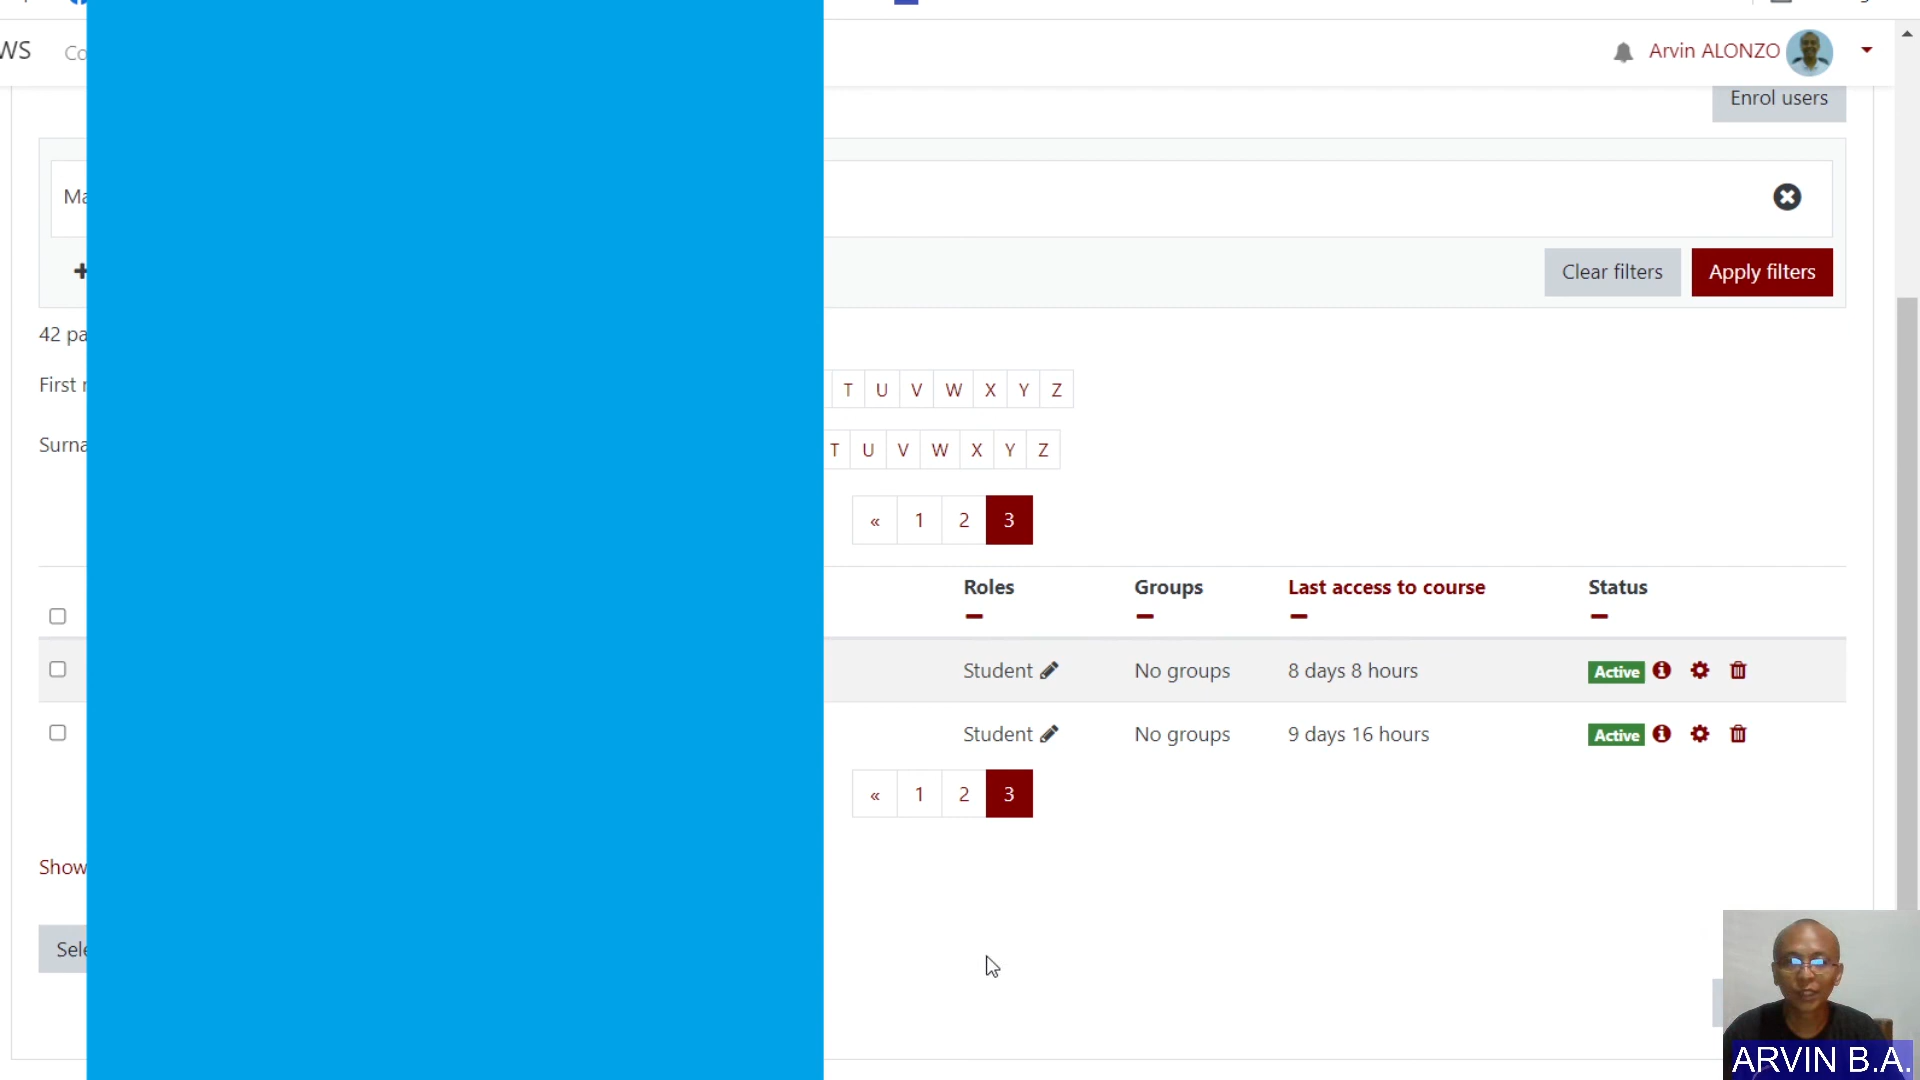 WS Co Arvin ALONZO
Enrol users
Ma
Clear filters Apply filters
42 pa
First n T U V W X Y Z
Surna T U V W X Y Z
« 1 2 3
Roles Groups Last access to course Status
Student No groups 8 days 8 hours Active
Student No groups 9 days 16 hours Active
« 1 2 3
Show
Sele
ARVIN B.A.